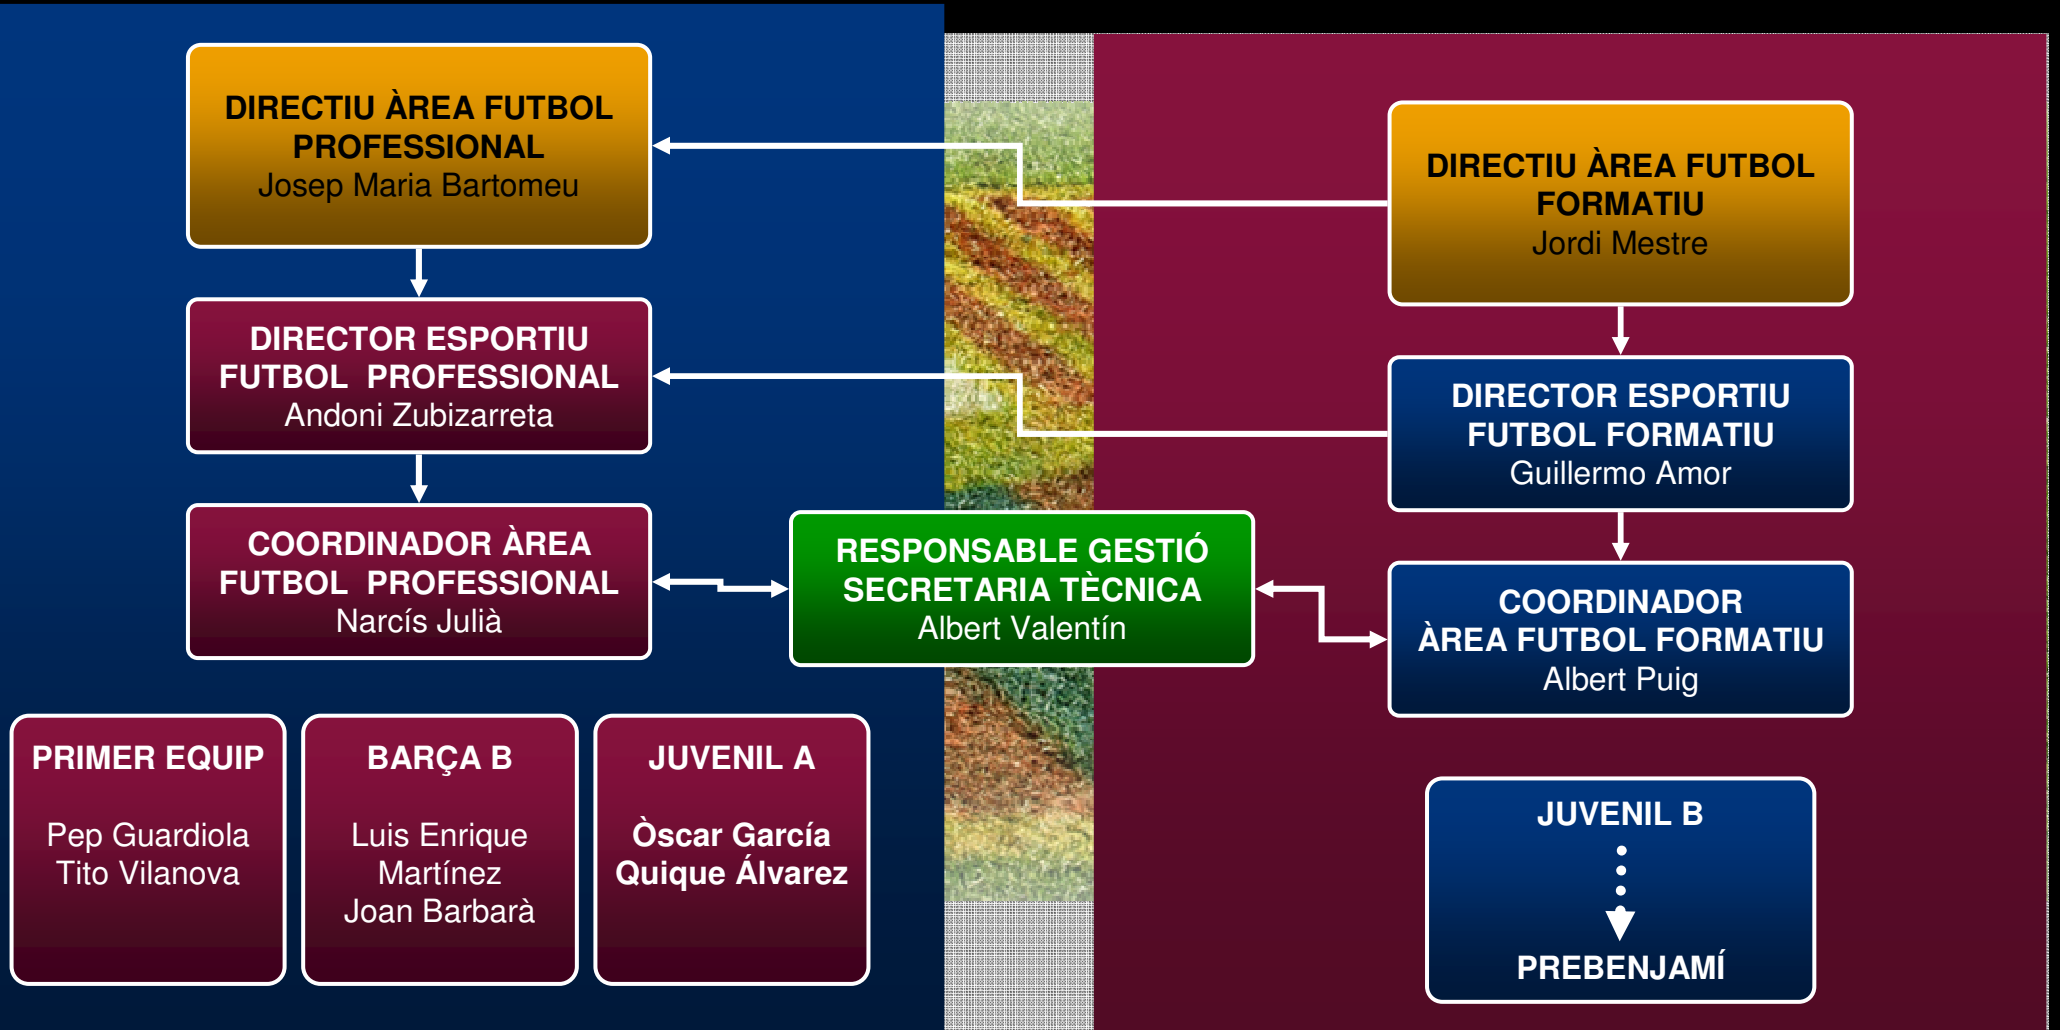 DIRECTIU ÀREA FUTBOL
PROFESSIONAL
Josep Maria Bartomeu
DIRECTOR ESPORTIU
FUTBOL PROFESSIONAL
Andoni Zubizarreta
COORDINADOR ÀREA
FUTBOL PROFESSIONAL
Narcís Julià
RESPONSABLE GESTIÓ
SECRETARIA TÈCNICA
Albert Valentín
DIRECTIU ÀREA FUTBOL
FORMATIU
Jordi Mestre
DIRECTOR ESPORTIU
FUTBOL FORMATIU
Guillermo Amor
COORDINADOR
ÀREA FUTBOL FORMATIU
Albert Puig
PRIMER EQUIP
Pep Guardiola
Tito Vilanova
BARÇA B
Luis Enrique
Martínez
Joan Barbarà
JUVENIL A
Òscar García
Quique Álvarez
JUVENIL B
PREBENJAMÍ